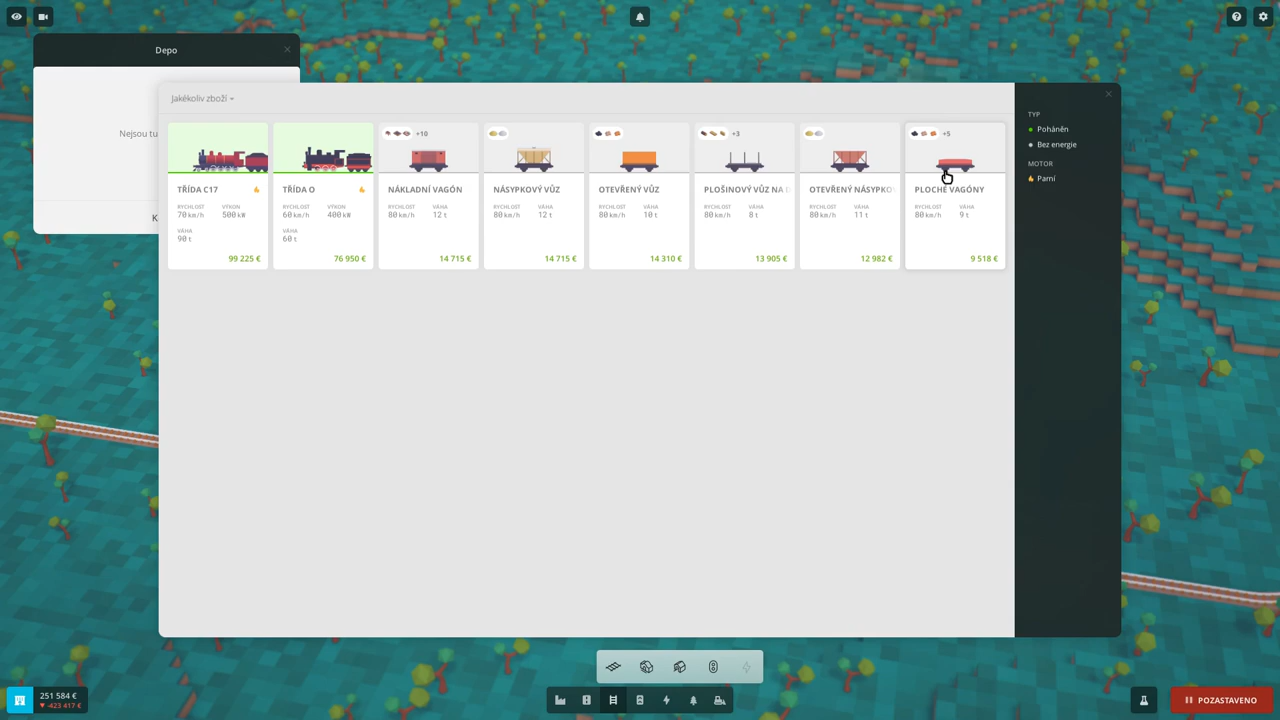 Depo
Nejsou tu
K
Jakékoliv zboží
TŘÍDA C17
RYCHLOST
70 km/h
VÝKON
500 kW
VÁHA
90 t
99 225 €
TŘÍDA O
RYCHLOST
60 km/h
VÝKON
400 kW
VÁHA
60 t
76 950 €
+10
NÁKLADNÍ VAGÓN
RYCHLOST
80 km/h
VÁHA
12 t
14 715 €
NÁSYPKOVÝ VŮZ
RYCHLOST
80 km/h
VÁHA
12 t
14 715 €
OTEVŘENÝ VŮZ
RYCHLOST
80 km/h
VÁHA
10 t
14 310 €
+3
PLOŠINOVÝ VŮZ NA
RYCHLOST
80 km/h
VÁHA
8 t
13 905 €
OTEVŘENÝ NÁSYPKO
RYCHLOST
80 km/h
VÁHA
11 t
12 982 €
+5
PLOCHÉ VAGÓNY
RYCHLOST
80 km/h
VÁHA
9 t
9 518 €
TYP
Poháněn
Bez energie
MOTOR
Parní
251 584 €
▼ -423 417 €
POZASTAVENO